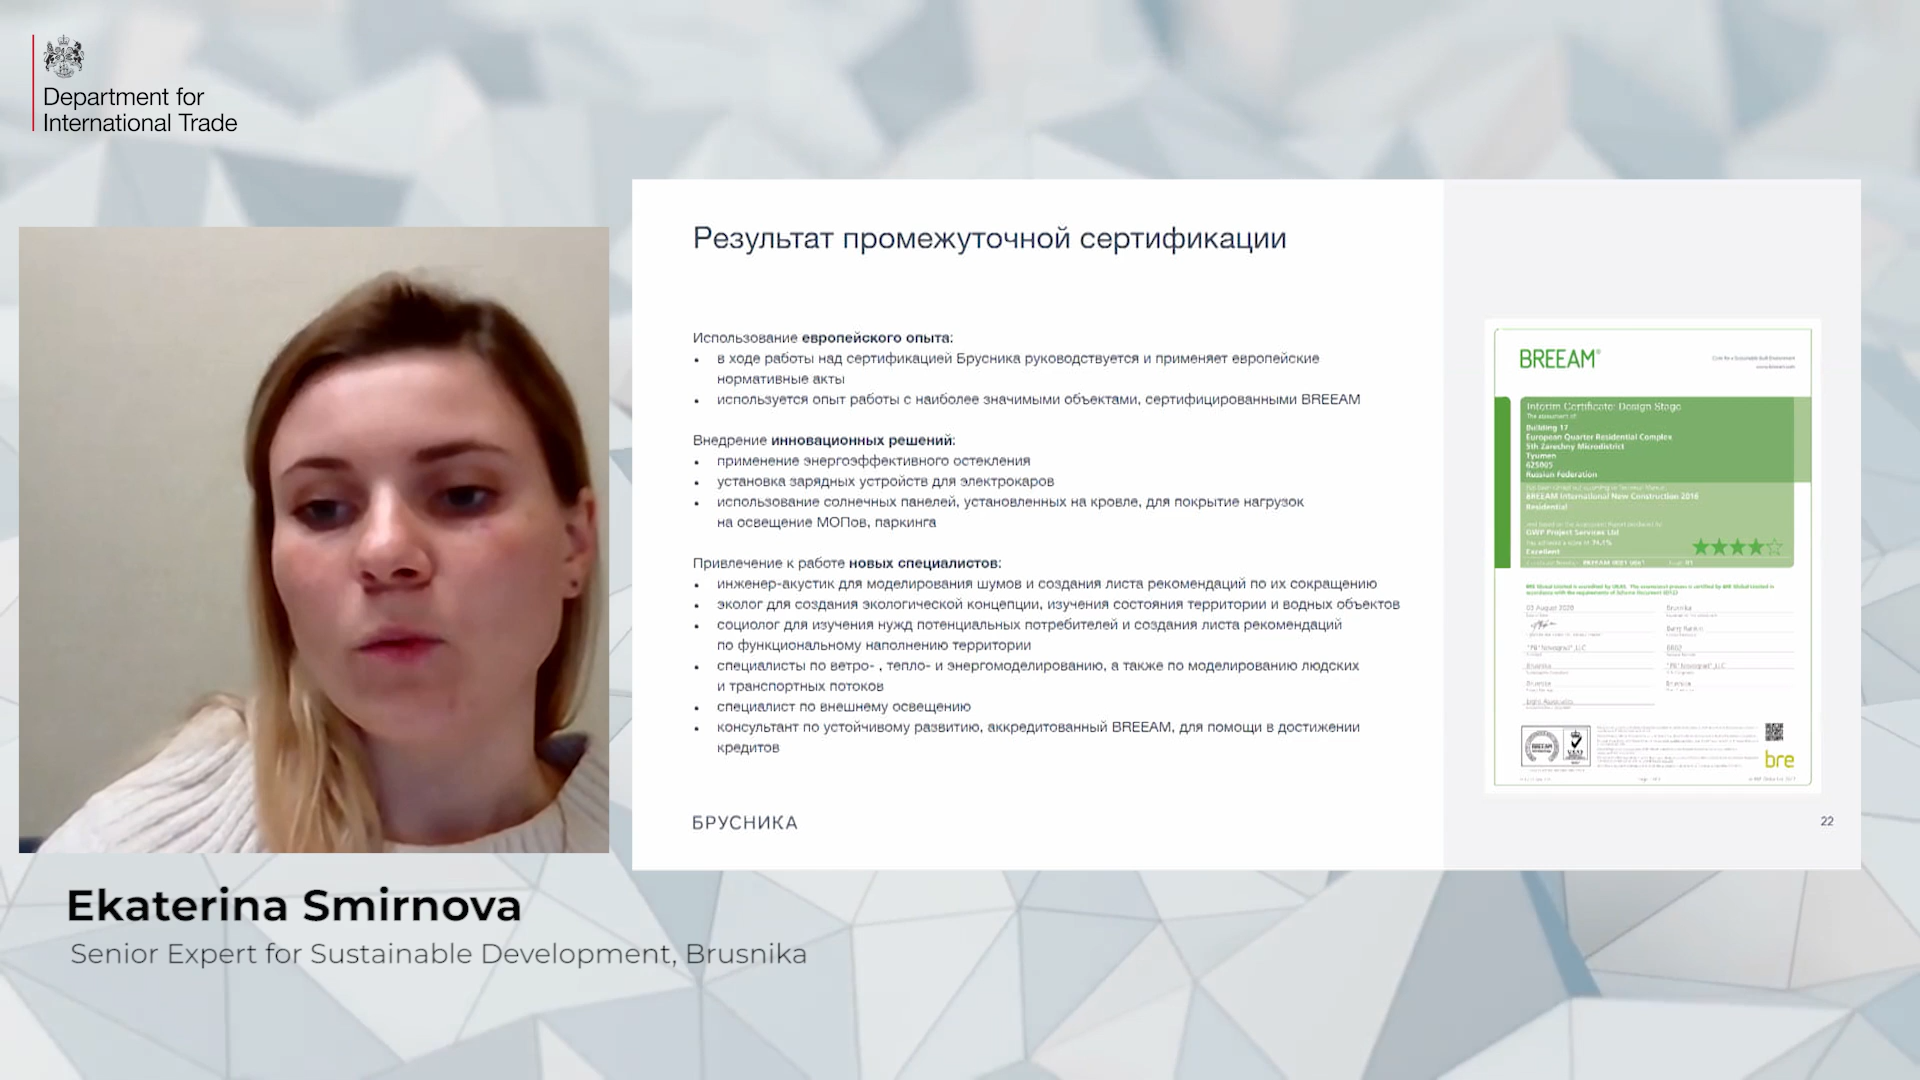 Department for
International Trade
Результат промежуточной сертификации
Использование европейского опыта:
• в ходе работы над сертификацией Брусника руководствуется и применяет европейские
нормативные акты
• используется опыт работы с наиболее значимыми объектами, сертифицированными BREEAM
Внедрение инновационных решений:
• применение энергоэффективного остекления
• установка зарядных устройств для электрокаров
• использование солнечных панелей, установленных на кровле, для покрытие нагрузок
на освещение МОПов, паркинга
Привлечение к работе новых специалистов:
• инженер-акустик для моделирования шумов и создания листа рекомендаций по их сокращению
• эколог для создания экологической концепции, изучения состояния территории и водных объектов
• социолог для изучения нужд потенциальных потребителей и создания листа рекомендаций
по функциональному наполнению территории
• специалисты по ветро- , тепло- и энергомоделированию, а также по моделированию людских
и транспортных потоков
• специалист по внешнему освещению
• консультант по устойчивому развитию, аккредитованный BREEAM, для помощи в достижении
кредитов
БРУСНИКА
22
BREEAM®
Interim Certificate: Design Stage
The assessment of:
Building 17
European Quarter Residential Complex
5th Zarechny Microdistrict
Tyumen
625005
Russian Federation
BREEAM International New Construction 2016
Residential
GWP Project Services Ltd
Excellent
03 August 2020
Brusnika
bre
Ekaterina Smirnova
Senior Expert for Sustainable Development, Brusnika